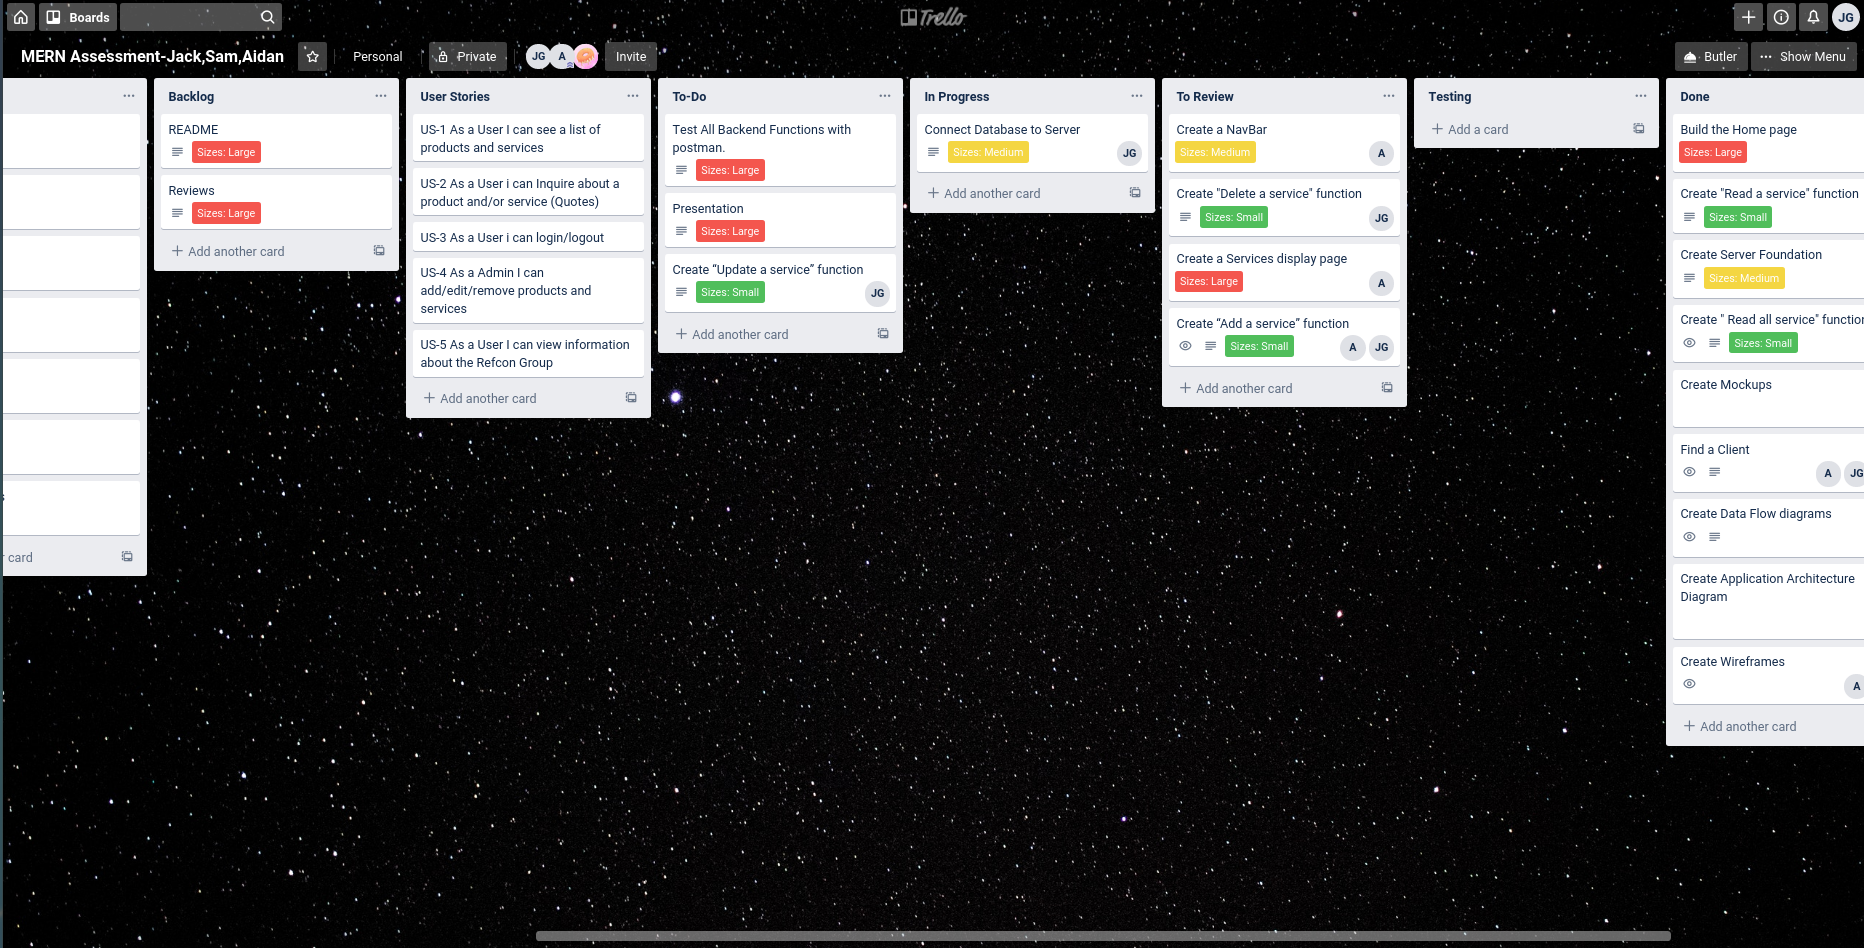 Boards
Trello
JG
MERN Assessment-Jack,Sam,Aidan
Personal
Private
JG
A
Invite
Butler
··· Show Menu
r card
Backlog
README
Sizes: Large
Reviews
Sizes: Large
+ Add another card
User Stories
US-1 As a User I can see a list of
products and services
US-2 As a User i can Inquire about a
product and/or service (Quotes)
US-3 As a User i can login/logout
US-4 As a Admin I can
add/edit/remove products and
services
US-5 As a User I can view information
about the Refcon Group
+ Add another card
To-Do
Test All Backend Functions with
postman.
Sizes: Large
Presentation
Sizes: Large
Create “Update a service” function
Sizes: Small
JG
+ Add another card
In Progress
Connect Database to Server
Sizes: Medium
JG
+ Add another card
To Review
Create a NavBar
Sizes: Medium
A
Create "Delete a service" function
Sizes: Small
JG
Create a Services display page
Sizes: Large
A
Create “Add a service” function
Sizes: Small
A
JG
+ Add another card
Testing
+ Add a card
Done
Build the Home page
Sizes: Large
Create "Read a service" function
Sizes: Small
Create Server Foundation
Sizes: Medium
Create " Read all service" function
Sizes: Small
Create Mockups
Find a Client
A
JG
Create Data Flow diagrams
Create Application Architecture
Diagram
Create Wireframes
A
+ Add another card